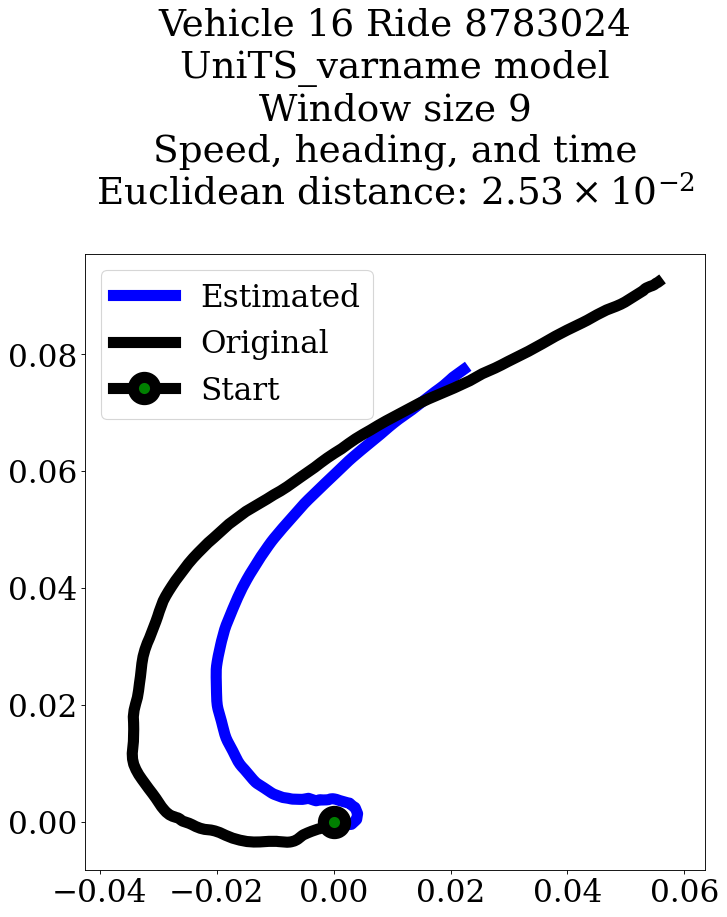 Vehicle 16 Ride 8783024
UniTS_varname model
Window size 9
Speed, heading, and time
Euclidean distance: $2.53 × 10^{-2}$
Estimated
Original
Start
0.08
0.06
0.04
0.02
0.00
−0.04 −0.02 0.00 0.02 0.04 0.06